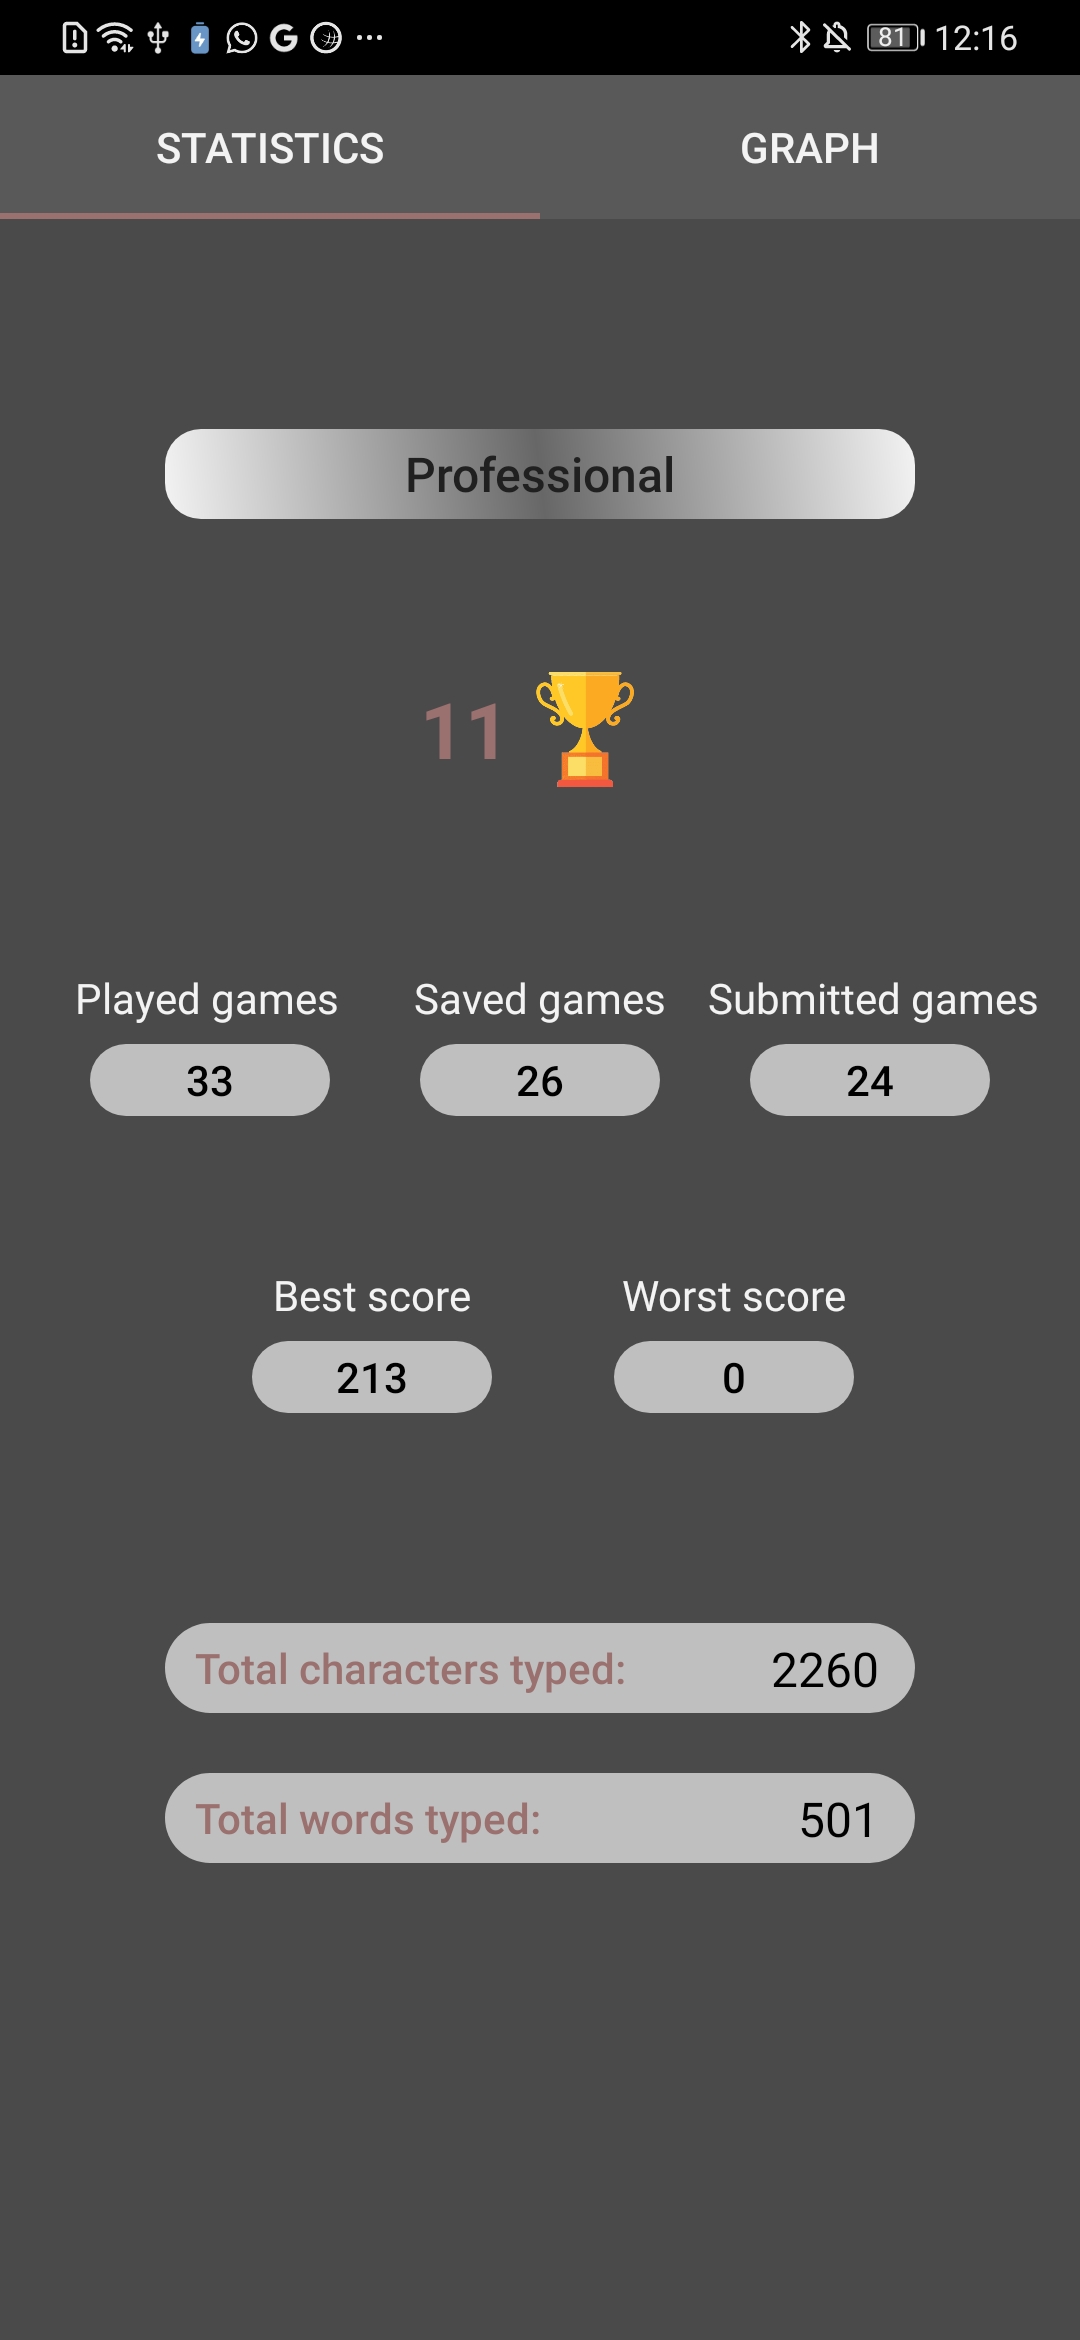 81 12:16
STATISTICS GRAPH
Professional
11
Played games Saved games Submitted games
33 26 24
Best score Worst score
213 0
Total characters typed: 2260
Total words typed: 501